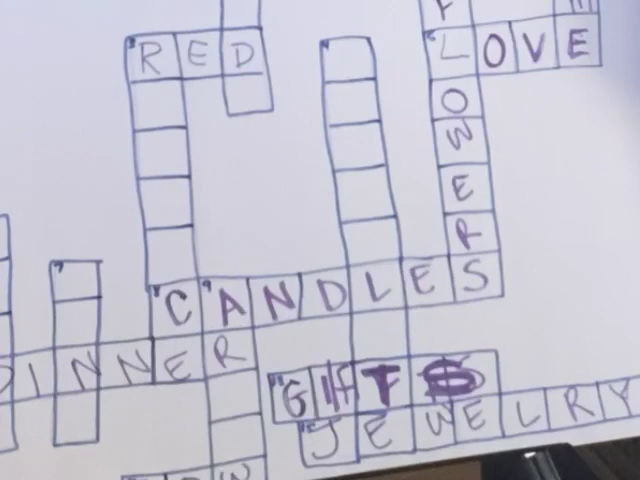 RED
LOVE
FLOWERS
CANDLES
DINNER
GIFTS
JEWELRY